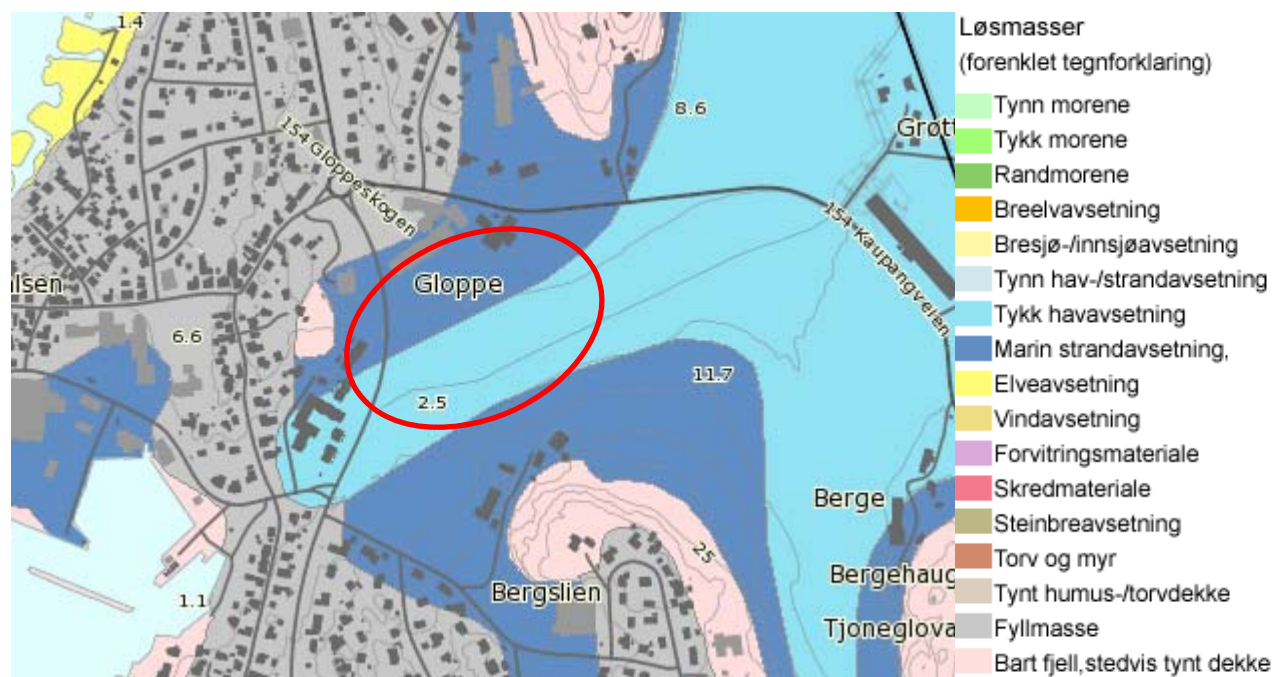 1.4
8.6
Grøtt
154 Gloppeskogen
154 Kaupangveien
Gloppe
alsen
6.6
11.7
2.5
Berge
25
Bergehaug
Bergslien
1.1
Tjoneglova
Løsmasser
(forenklet tegnforklaring)
Tynn morene
Tykk morene
Randmorene
Breelvavsetning
Bresjø-/innsjøavsetning
Tynn hav-/strandavsetning
Tykk havavsetning
Marin strandavsetning,
Elveavsetning
Vindavsetning
Forvitringsmateriale
Skredmateriale
Steinbreavsetning
Torv og myr
Tynt humus-/torvdekke
Fyllmasse
Bart fjell,stedvis tynt dekke